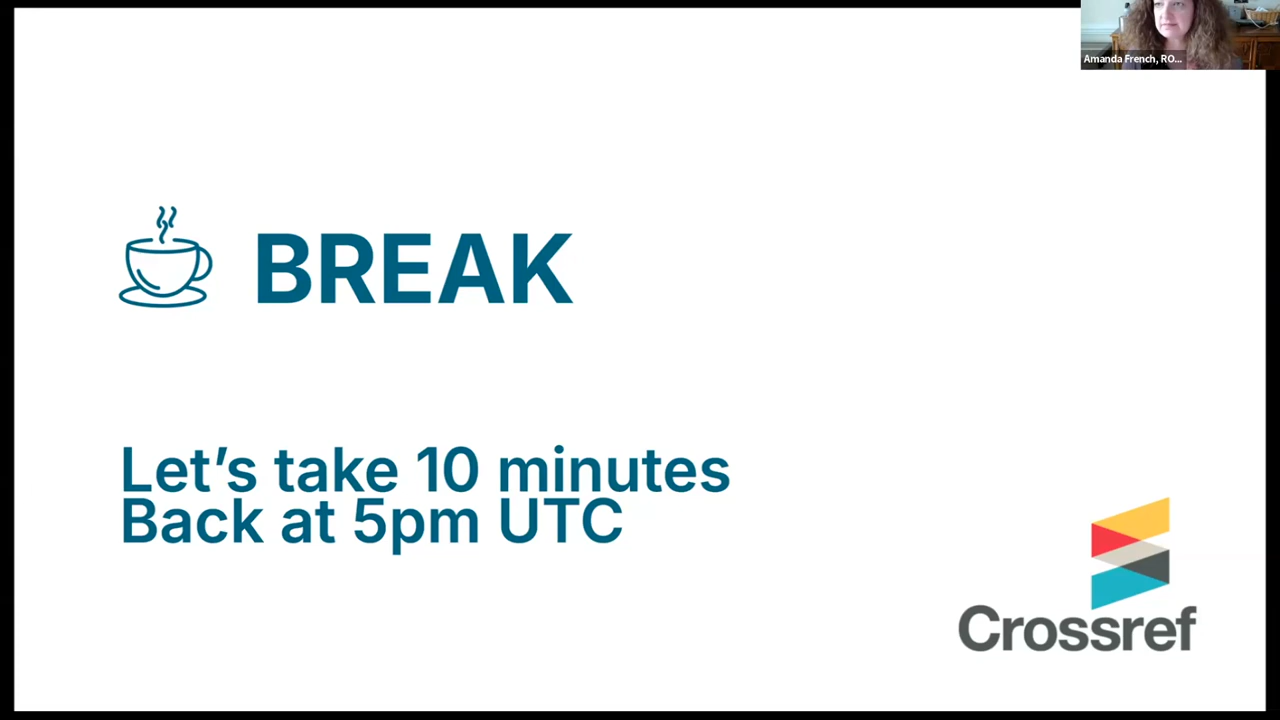 Amanda French, RO...
BREAK
Let's take 10 minutes
Back at 5pm UTC
Crossref